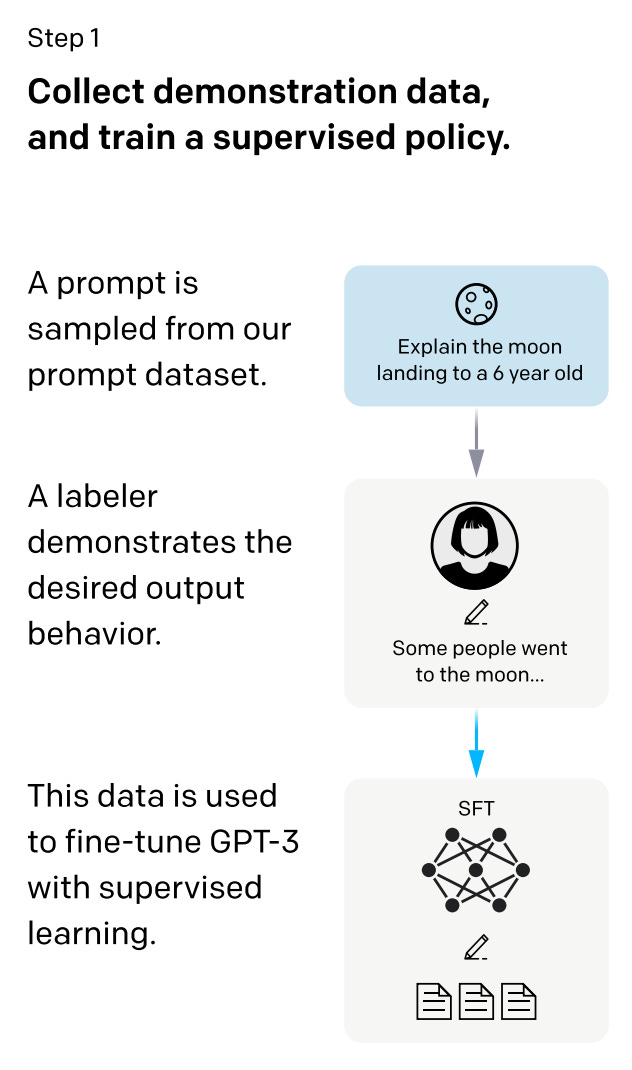 Step 1
Collect demonstration data,
and train a supervised policy.
A prompt is
sampled from our
prompt dataset.
Explain the moon
landing to a 6 year old
A labeler
demonstrates the
desired output
behavior.
Some people went
to the moon...
This data is used
to fine-tune GPT-3
with supervised
learning.
SFT